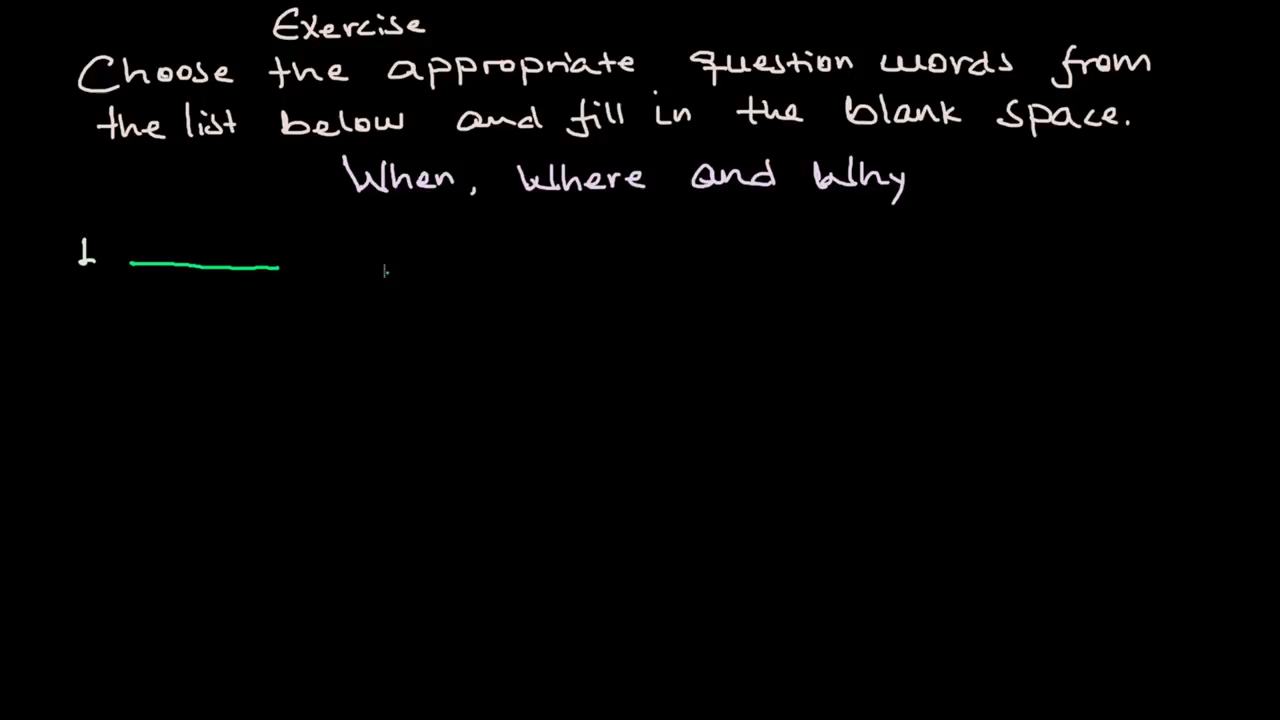 Exercise
Choose the appropriate question words from
the list below and fill in the blank space.
When, Where and Why
1